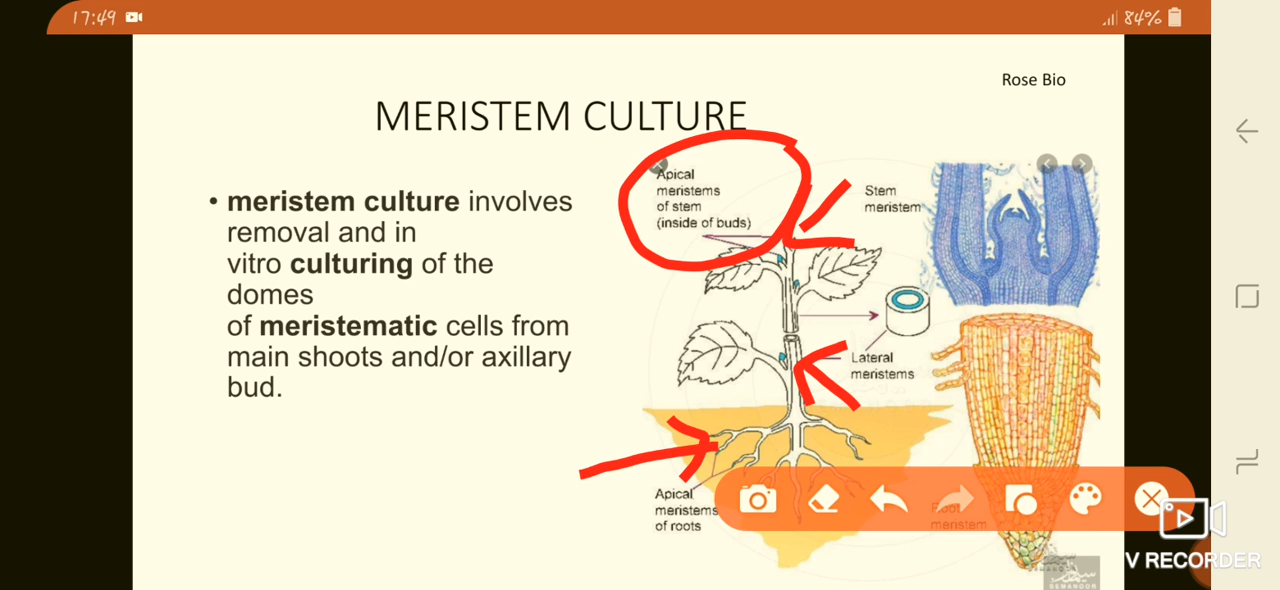 17:49
84%
Rose Bio
MERISTEM CULTURE
• meristem culture involves
removal and in
vitro culturing of the
domes
of meristematic cells from
main shoots and/or axillary
bud.
Apical
meristems
of stem
(inside of buds)
Stem
meristem
Lateral
meristems
Apical
meristems
of roots
Root
meristem
SEMANOOR
V RECORDER